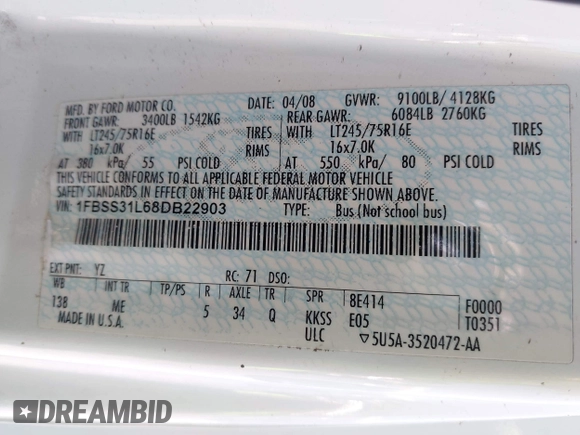 MFD. BY FORD MOTOR CO. DATE: 04/08 GVWR: 9100LB/ 4128KG
FRONT GAWR: 3400LB 1542KG REAR GAWR: 6084LB 2760KG
WITH LT245/75R16E TIRES WITH LT245/75R16E TIRES
16x7.0K RIMS 16x7.0K RIMS
AT 380 kPa/ 55 PSI COLD AT 550 kPa/ 80 PSI COLD
THIS VEHICLE CONFORMS TO ALL APPLICABLE FEDERAL MOTOR VEHICLE
SAFETY STANDARDS IN EFFECT ON THE DATE OF MANUFACTURE SHOWN ABOVE.
VIN: 1FBSS31L68DB22903 TYPE: Bus (Not school bus)
EXT PNT: YZ RC: 71 DSO:
WB INT TR TP/PS R AXLE TR SPR 8E414 F0000
138 ME 5 34 Q KKSS E05 T0351
MADE IN U.S.A. ULC ▽5U5A-3520472-AA
DREAMBID